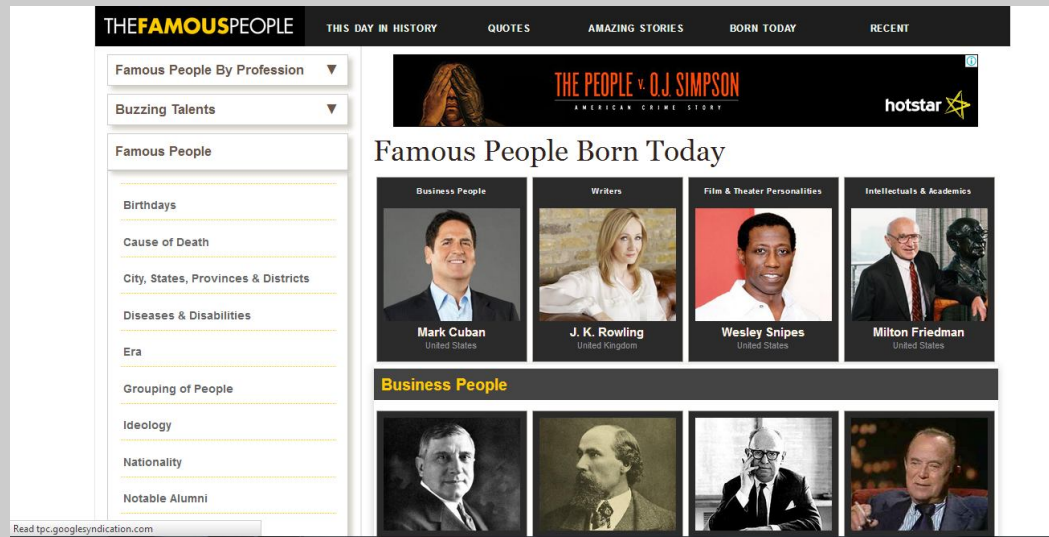 THEFAMOUSPEOPLE
THIS DAY IN HISTORY QUOTES AMAZING STORIES BORN TODAY RECENT
Famous People By Profession ▼
Buzzing Talents ▼
Famous People
Birthdays
Cause of Death
City, States, Provinces & Districts
Diseases & Disabilities
Era
Grouping of People
Ideology
Nationality
Notable Alumni
THE PEOPLE V. O.J. SIMPSON
AMERICAN CRIME STORY
hotstar
Famous People Born Today
Business People
Mark Cuban
United States
Writers
J. K. Rowling
United Kingdom
Film & Theater Personalities
Wesley Snipes
United States
Intellectuals & Academics
Milton Friedman
United States
Business People
Read tpc.googlesyndication.com